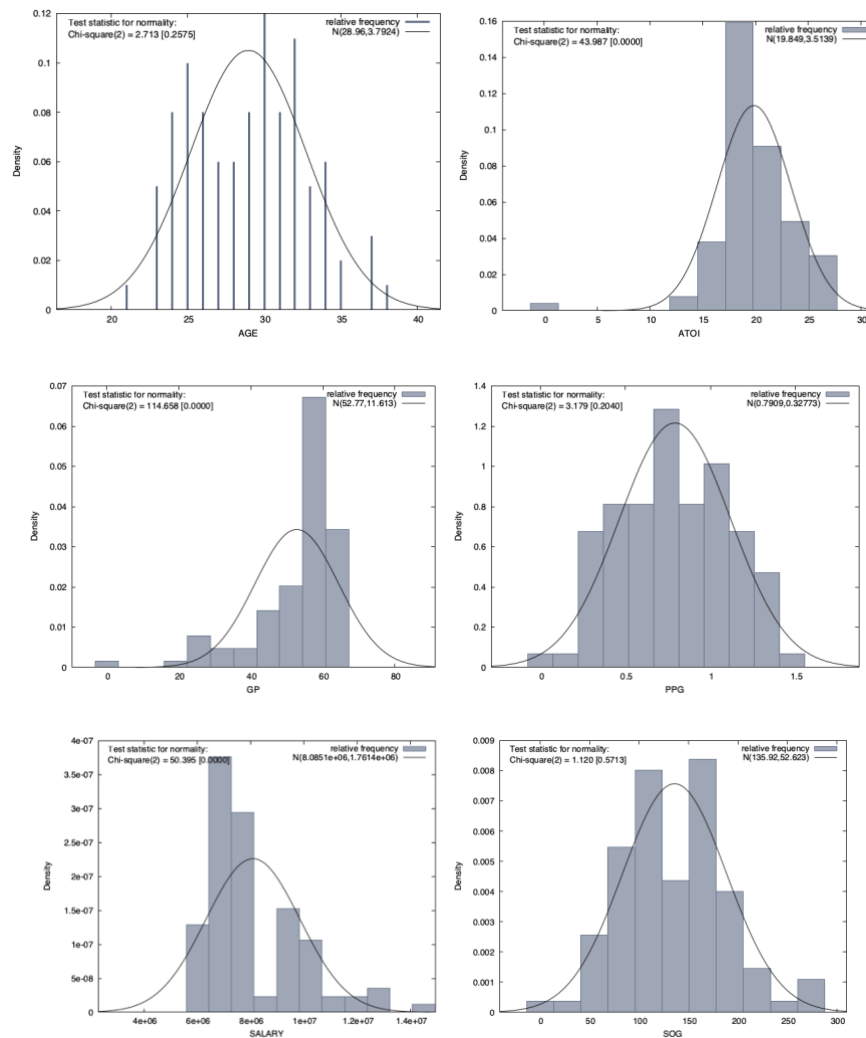 Test statistic for normality:
Chi-square(2) = 2.713 [0.2575]
relative frequency
N(28.96,3.7924)
0.12
0.1
0.08
0.06
0.04
0.02
0
Density
20
25
30
35
40
AGE
Test statistic for normality:
Chi-square(2) = 43.987 [0.0000]
relative frequency
N(19.849,3.5139)
0.16
0.14
0.12
0.1
0.08
0.06
0.04
0.02
0
Density
0
5
10
15
20
25
30
ATOI
Test statistic for normality:
Chi-square(2) = 114.658 [0.0000]
relative frequency
N(52.77,11.613)
0.07
0.06
0.05
0.04
0.03
0.02
0.01
0
Density
0
20
40
60
80
GP
Test statistic for normality:
Chi-square(2) = 3.179 [0.2040]
relative frequency
N(0.7909,0.32773)
1.4
1.2
1
0.8
0.6
0.4
0.2
0
Density
0
0.5
1
1.5
PPG
Test statistic for normality:
Chi-square(2) = 50.395 [0.0000]
relative frequency
N(8.0851e+06,1.7614e+06)
4e-07
3.5e-07
3e-07
2.5e-07
2e-07
1.5e-07
1e-07
5e-08
0
Density
4e+06
6e+06
8e+06
1e+07
1.2e+07
1.4e+07
SALARY
Test statistic for normality:
Chi-square(2) = 1.120 [0.5713]
relative frequency
N(135.92,52.623)
0.009
0.008
0.007
0.006
0.005
0.004
0.003
0.002
0.001
0
Density
0
50
100
150
200
250
300
SOG